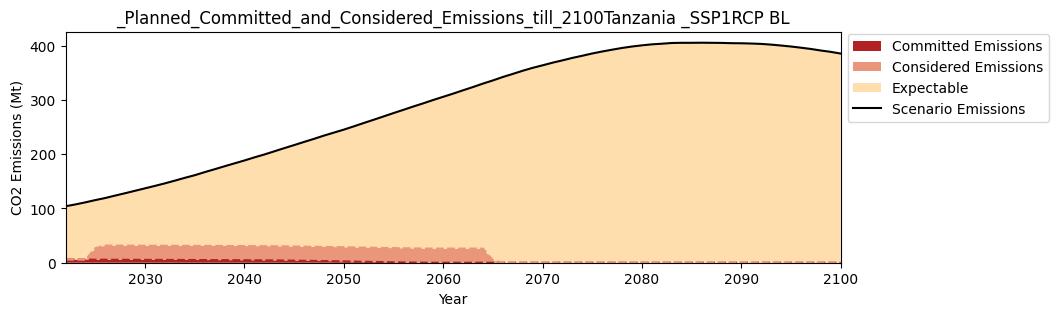 _Planned_Committed_and_Considered_Emissions_till_2100Tanzania _SSP1RCP BL
CO2 Emissions (Mt)
400
300
200
100
0
2030 2040 2050 2060 2070 2080 2090 2100
Year
Committed Emissions
Considered Emissions
Expectable
Scenario Emissions